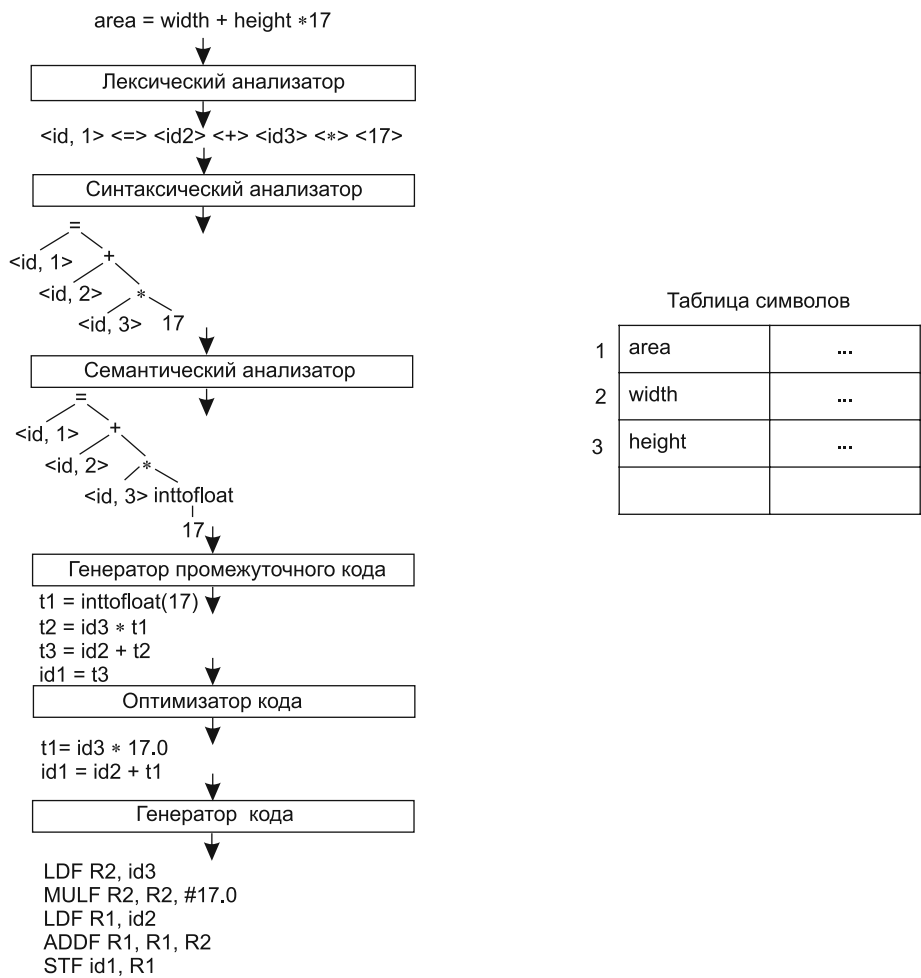 area = width + height *17
Лексический анализатор
<id, 1> <=> <id2> <+> <id3> <*> <17>
Синтаксический анализатор
=
<id, 1> +
<id, 2> *
<id, 3> 17
Семантический анализатор
=
<id, 1> +
<id, 2> *
<id, 3> inttofloat
17
Генератор промежуточного кода
t1 = inttofloat(17)
t2 = id3 * t1
t3 = id2 + t2
id1 = t3
Оптимизатор кода
t1= id3 * 17.0
id1 = id2 + t1
Генератор кода
LDF R2, id3
MULF R2, R2, #17.0
LDF R1, id2
ADDF R1, R1, R2
STF id1, R1
Таблица символов
1 area ...
2 width ...
3 height ...